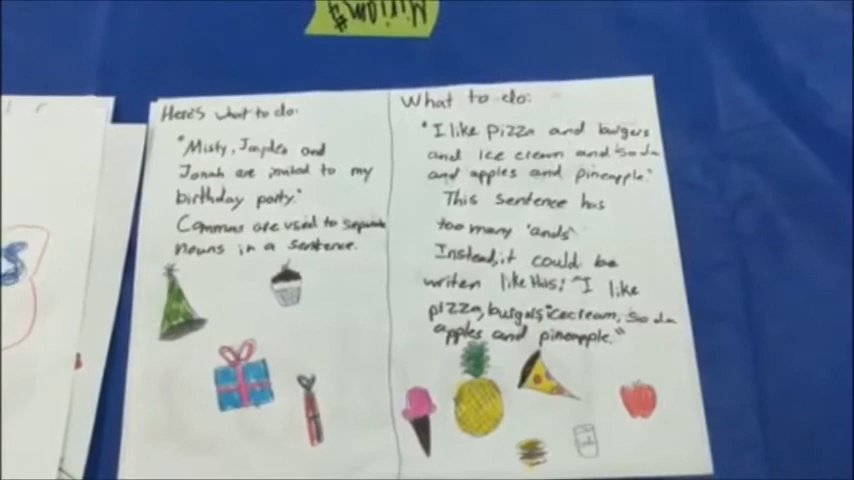 Here's what to do:
"Misty, and
Jonah are invited to my
birthday party."
Commas are used to separate
nouns in a sentence.
What to do:
"I like pizza and burgers
and ice cream and soda
and apples and pineapple."
This sentence has
too many 'ands'
Instead, it could be
writen like this: "I like
pizza, burgers, icecream, soda
apples and pineapple."